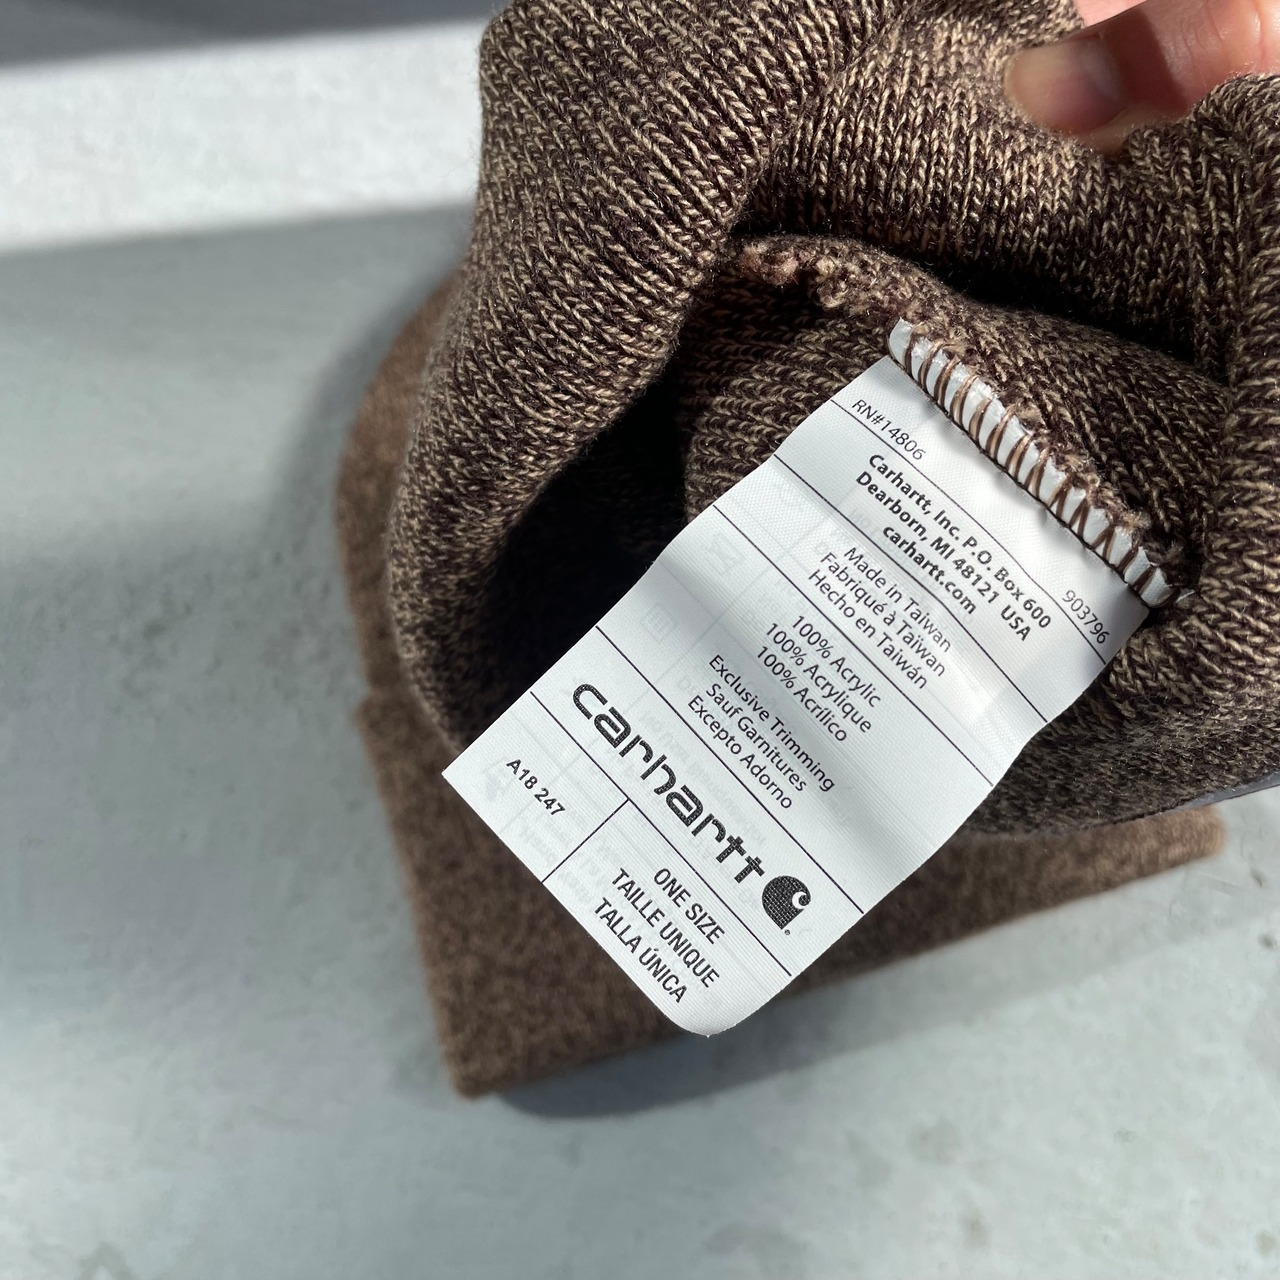 RN#14806
903796
Carhartt, Inc. P.O. Box 600
Dearborn, MI 48121 USA
carhartt.com
Made in Taiwan
Fabriqué à Taïwan
Hecho en Taiwán
100% Acrylic
100% Acrylique
100% Acrílico
Exclusive Trimming
Sauf Garnitures
Excepto Adorno
carhartt
A18 247
ONE SIZE
TAILLE UNIQUE
TALLA ÚNICA